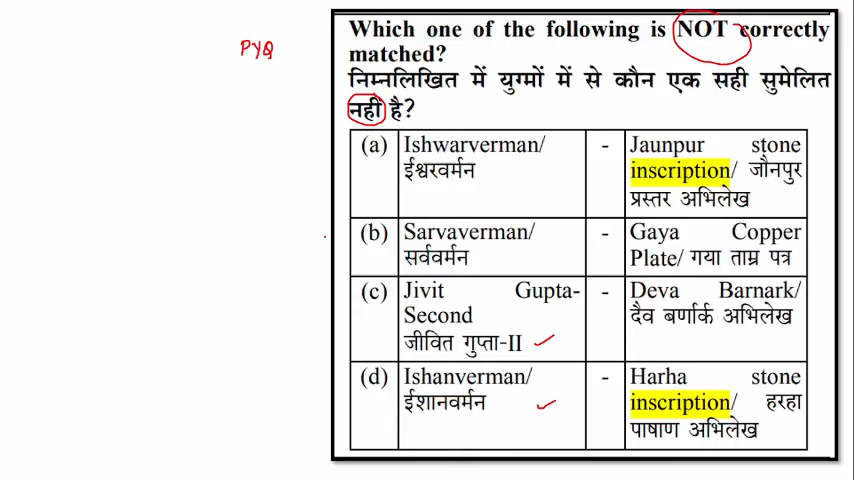 PYQ
Which one of the following is NOT correctly
matched?
निम्नलिखित में युग्मों में से कौन एक सही सुमेलित
नहीं है?
(a) Ishwarverman/ - Jaunpur stone
ईश्वरवर्मन inscription/ जौनपुर
प्रस्तर अभिलेख
(b) Sarvaverman/ - Gaya Copper
सर्ववर्मन Plate/ गया ताम्र पत्र
(c) Jivit Gupta- - Deva Barnark/
Second दैव बर्णार्क अभिलेख
जीवित गुप्ता-II
(d) Ishanverman/ - Harha stone
ईशानवर्मन inscription/ हरहा
पाषाण अभिलेख